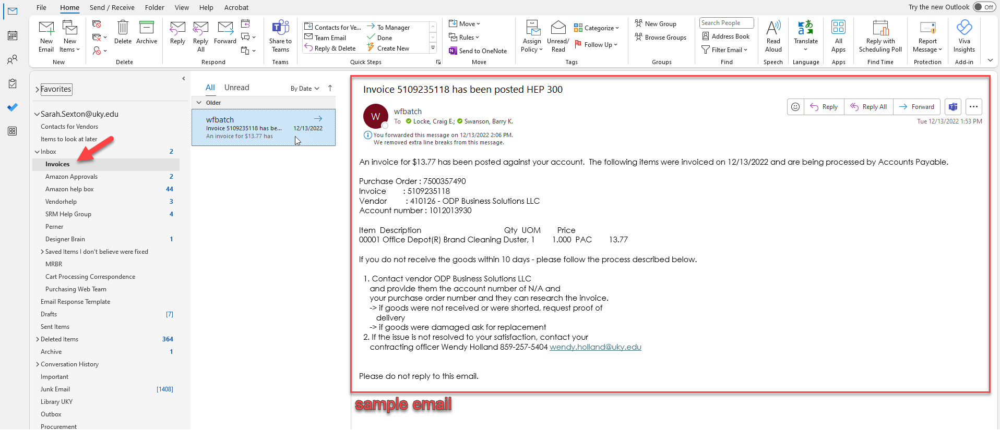 File Home Send / Receive Folder View Help Acrobat
Try the new Outlook Off
New Email
New Items
New
Delete
Archive
Delete
Reply
Reply All
Forward
Respond
Share to Teams
Teams
Contacts for Ve... To Manager
Team Email Done
Reply & Delete Create New
Quick Steps
Move
Rules
Send to OneNote
Move
Assign Policy
Unread/ Read
Categorize
Follow Up
Tags
New Group
Browse Groups
Groups
Search People
Address Book
Filter Email
Find
Read Aloud
Speech
Translate
Language
All Apps
Apps
Reply with Scheduling Poll
Find Time
Report Message
Protection
Viva Insights
Add-in
Favorites
Sarah.Sexton@uky.edu
Contacts for Vendors
Items to look at later
Inbox 2
Invoices
Amazon Approvals 2
Amazon help box 44
Vendorhelp 3
SRM Help Group 4
Perner
Designer Brain 1
Saved Items I don't believe were fixed
MRBR
Cart Processing Correspondence
Purchasing Web Team
Email Response Template
Drafts [7]
Sent Items
Deleted Items 364
Archive 1
Conversation History
Important
Junk Email [1408]
Library UKY
Outbox
Procurement
All Unread By Date
Older
wfbatch
Invoice 5109235118 has be... 12/13/2022
An invoice for $13.77 has
Invoice 5109235118 has been posted HEP 300
W
wfbatch
To Locke, Craig E.; Swanson, Barry K.
Reply Reply All Forward
Tue 12/13/2022 1:53 PM
You forwarded this message on 12/13/2022 2:06 PM.
We removed extra line breaks from this message.
An invoice for $13.77 has been posted against your account. The following items were invoiced on 12/13/2022 and are being processed by Accounts Payable.
Purchase Order : 7500357490
Invoice : 5109235118
Vendor : 410126 - ODP Business Solutions LLC
Account number : 1012013930
Item Description Qty UOM Price
00001 Office Depot(R) Brand Cleaning Duster, 1 1.000 PAC 13.77
If you do not receive the goods within 10 days - please follow the process described below.
1. Contact vendor ODP Business Solutions LLC
and provide them the account number of N/A and
your purchase order number and they can research the invoice.
-> if goods were not received or were shorted, request proof of
delivery
-> if goods were damaged ask for replacement
2. If the issue is not resolved to your satisfaction, contact your
contracting officer Wendy Holland 859-257-5404 wendy.holland@uky.edu
Please do not reply to this email.
sample email